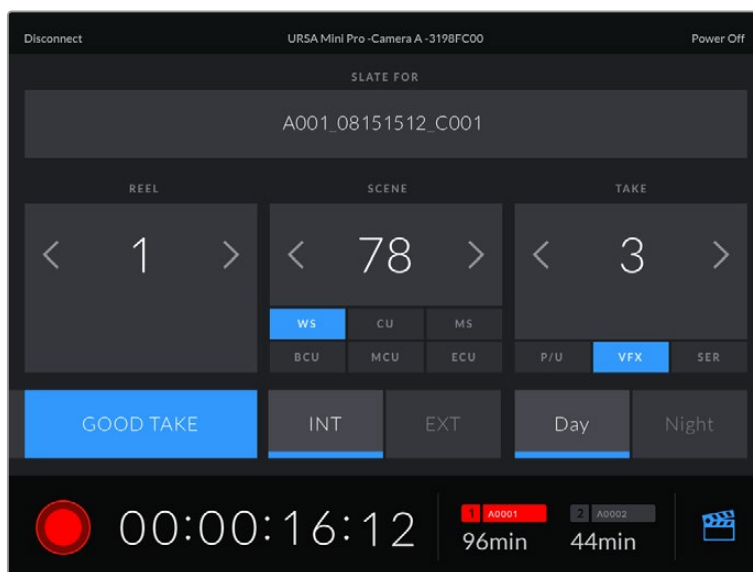 Disconnect URSA Mini Pro -Camera A -3198FC00 Power Off
SLATE FOR
A001_08151512_C001
REEL SCENE TAKE
1 78 3
WS CU MS
BCU MCU ECU P/U VFX SER
GOOD TAKE INT EXT Day Night
00:00:16:12
1 A0001 2 A0002
96min 44min